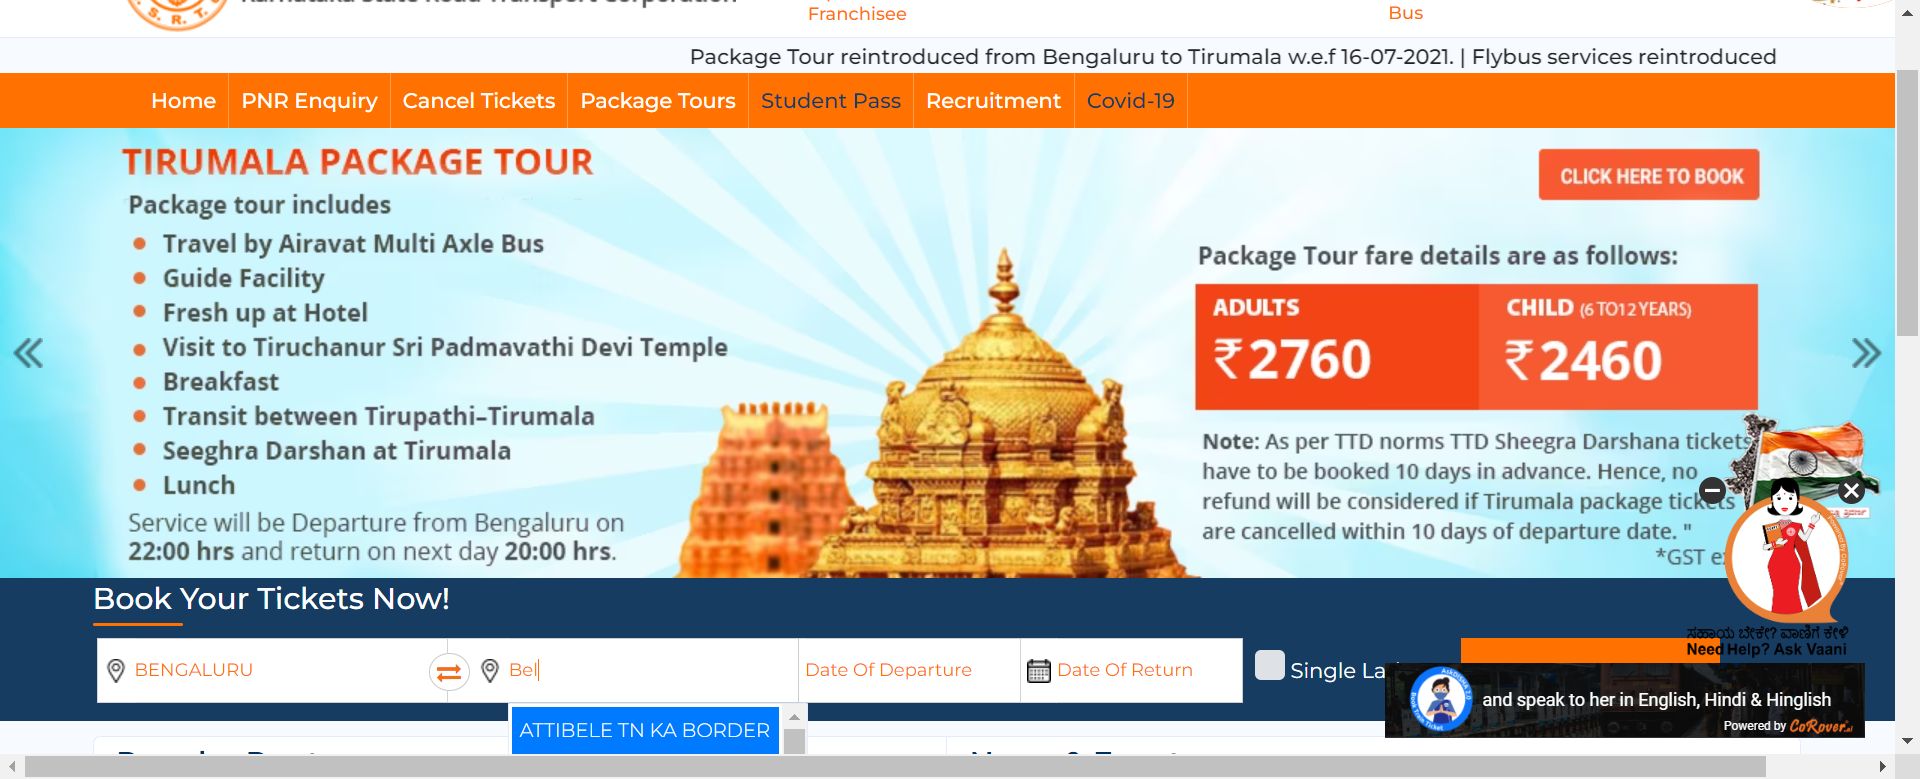 Karnataka State Road Transport Corporation
Franchisee
Bus
S. R. T.
Package Tour reintroduced from Bengaluru to Tirumala w.e.f 16-07-2021. | Flybus services reintroduced
Home
PNR Enquiry
Cancel Tickets
Package Tours
Student Pass
Recruitment
Covid-19
TIRUMALA PACKAGE TOUR
Package tour includes
Travel by Airavat Multi Axle Bus
Guide Facility
Fresh up at Hotel
Visit to Tiruchanur Sri Padmavathi Devi Temple
Breakfast
Transit between Tirupathi–Tirumala
Seeghra Darshan at Tirumala
Lunch
Service will be Departure from Bengaluru on
22:00 hrs and return on next day 20:00 hrs.
CLICK HERE TO BOOK
Package Tour fare details are as follows:
ADULTS
₹2760
CHILD (6 TO12 YEARS)
₹2460
Note: As per TTD norms TTD Sheegra Darshana tickets
have to be booked 10 days in advance. Hence, no
refund will be considered if Tirumala package tickets
are cancelled within 10 days of departure date. "
*GST
Book Your Tickets Now!
BENGALURU
Bel
Date Of Departure
Date Of Return
Single
ATTIBELE TN KA BORDER
ಸಹಾಯ ಬೇಕೇ? ವಾಣಿಗೆ ಕೇಳಿ
Need Help? Ask Vaani
and speak to her in English, Hindi & Hinglish
Powered by CoRover.ai